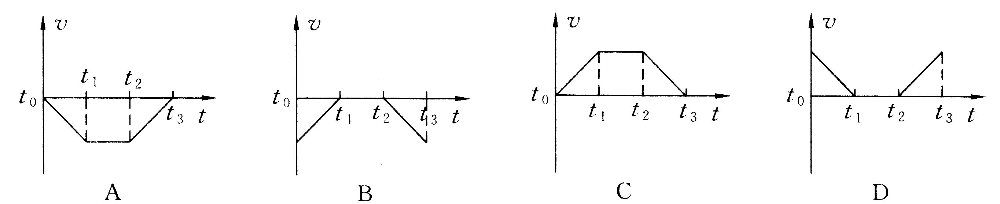 v v v v
t₁ t₂
t₀ t₃ t
t₀ t₁ t₂ t₃ t
t₀ t₁ t₂ t₃ t
t₀ t₁ t₂ t₃ t
A B C D